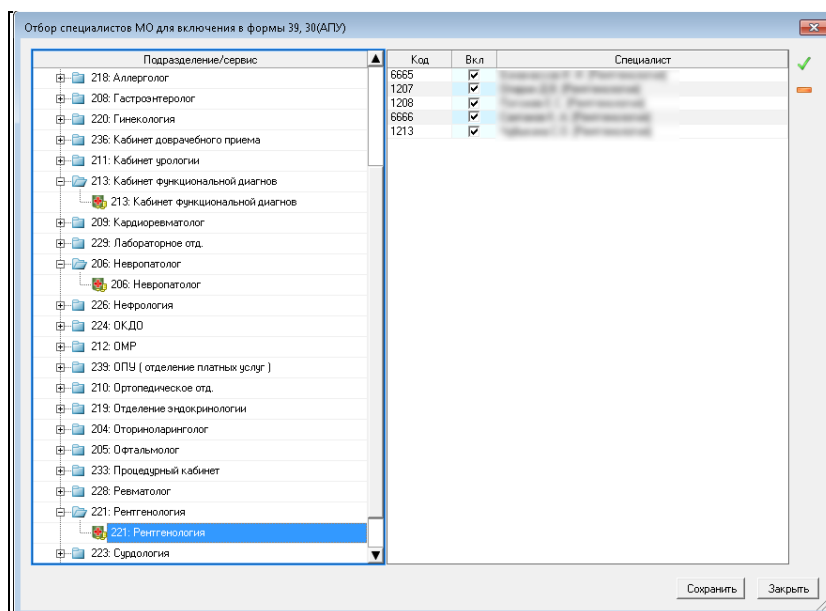 Отбор специалистов МО для включения в формы 39, 30(АПУ)
Подразделение/сервис
218: Аллерголог
208: Гастроэнтеролог
220: Гинекология
236: Кабинет доврачебного приема
211: Кабинет урологии
213: Кабинет функциональной диагнов
213: Кабинет функциональной диагнов
209: Кардиоревматолог
229: Лабораторное отд.
206: Невропатолог
206: Невропатолог
226: Нефрология
224: ОКДО
212: ОМР
239: ОПУ ( отделение платных услуг )
210: Ортопедическое отд.
219: Отделение эндокринологии
204: Оториноларинголог
205: Офтальмолог
233: Процедурный кабинет
228: Ревматолог
221: Рентгенология
221: Рентгенология
223: Сурдология
Код Вкл Специалист
6665
1207
1208
6666
1213
Сохранить Закрыть